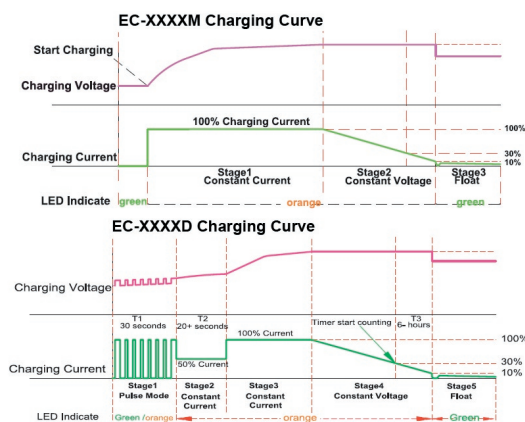 EC-XXXXM Charging Curve
Start Charging
Charging Voltage
100% Charging Current
100%
Charging Current
30%
10%
Stage1
Constant Current
Stage2
Constant Voltage
Stage3
Float
LED Indicate
green
orange
green
EC-XXXXD Charging Curve
Charging Voltage
T1
30 seconds
T2
20+ seconds
T3
6- hours
100% Current
Timer start counting
100%
50% Current
30%
Charging Current
10%
Stage1
Pulse Mode
Stage2
Constant
Current
Stage3
Constant
Current
Stage4
Constant Voltage
Stage5
Float
LED Indicate
Green/orange
orange
Green